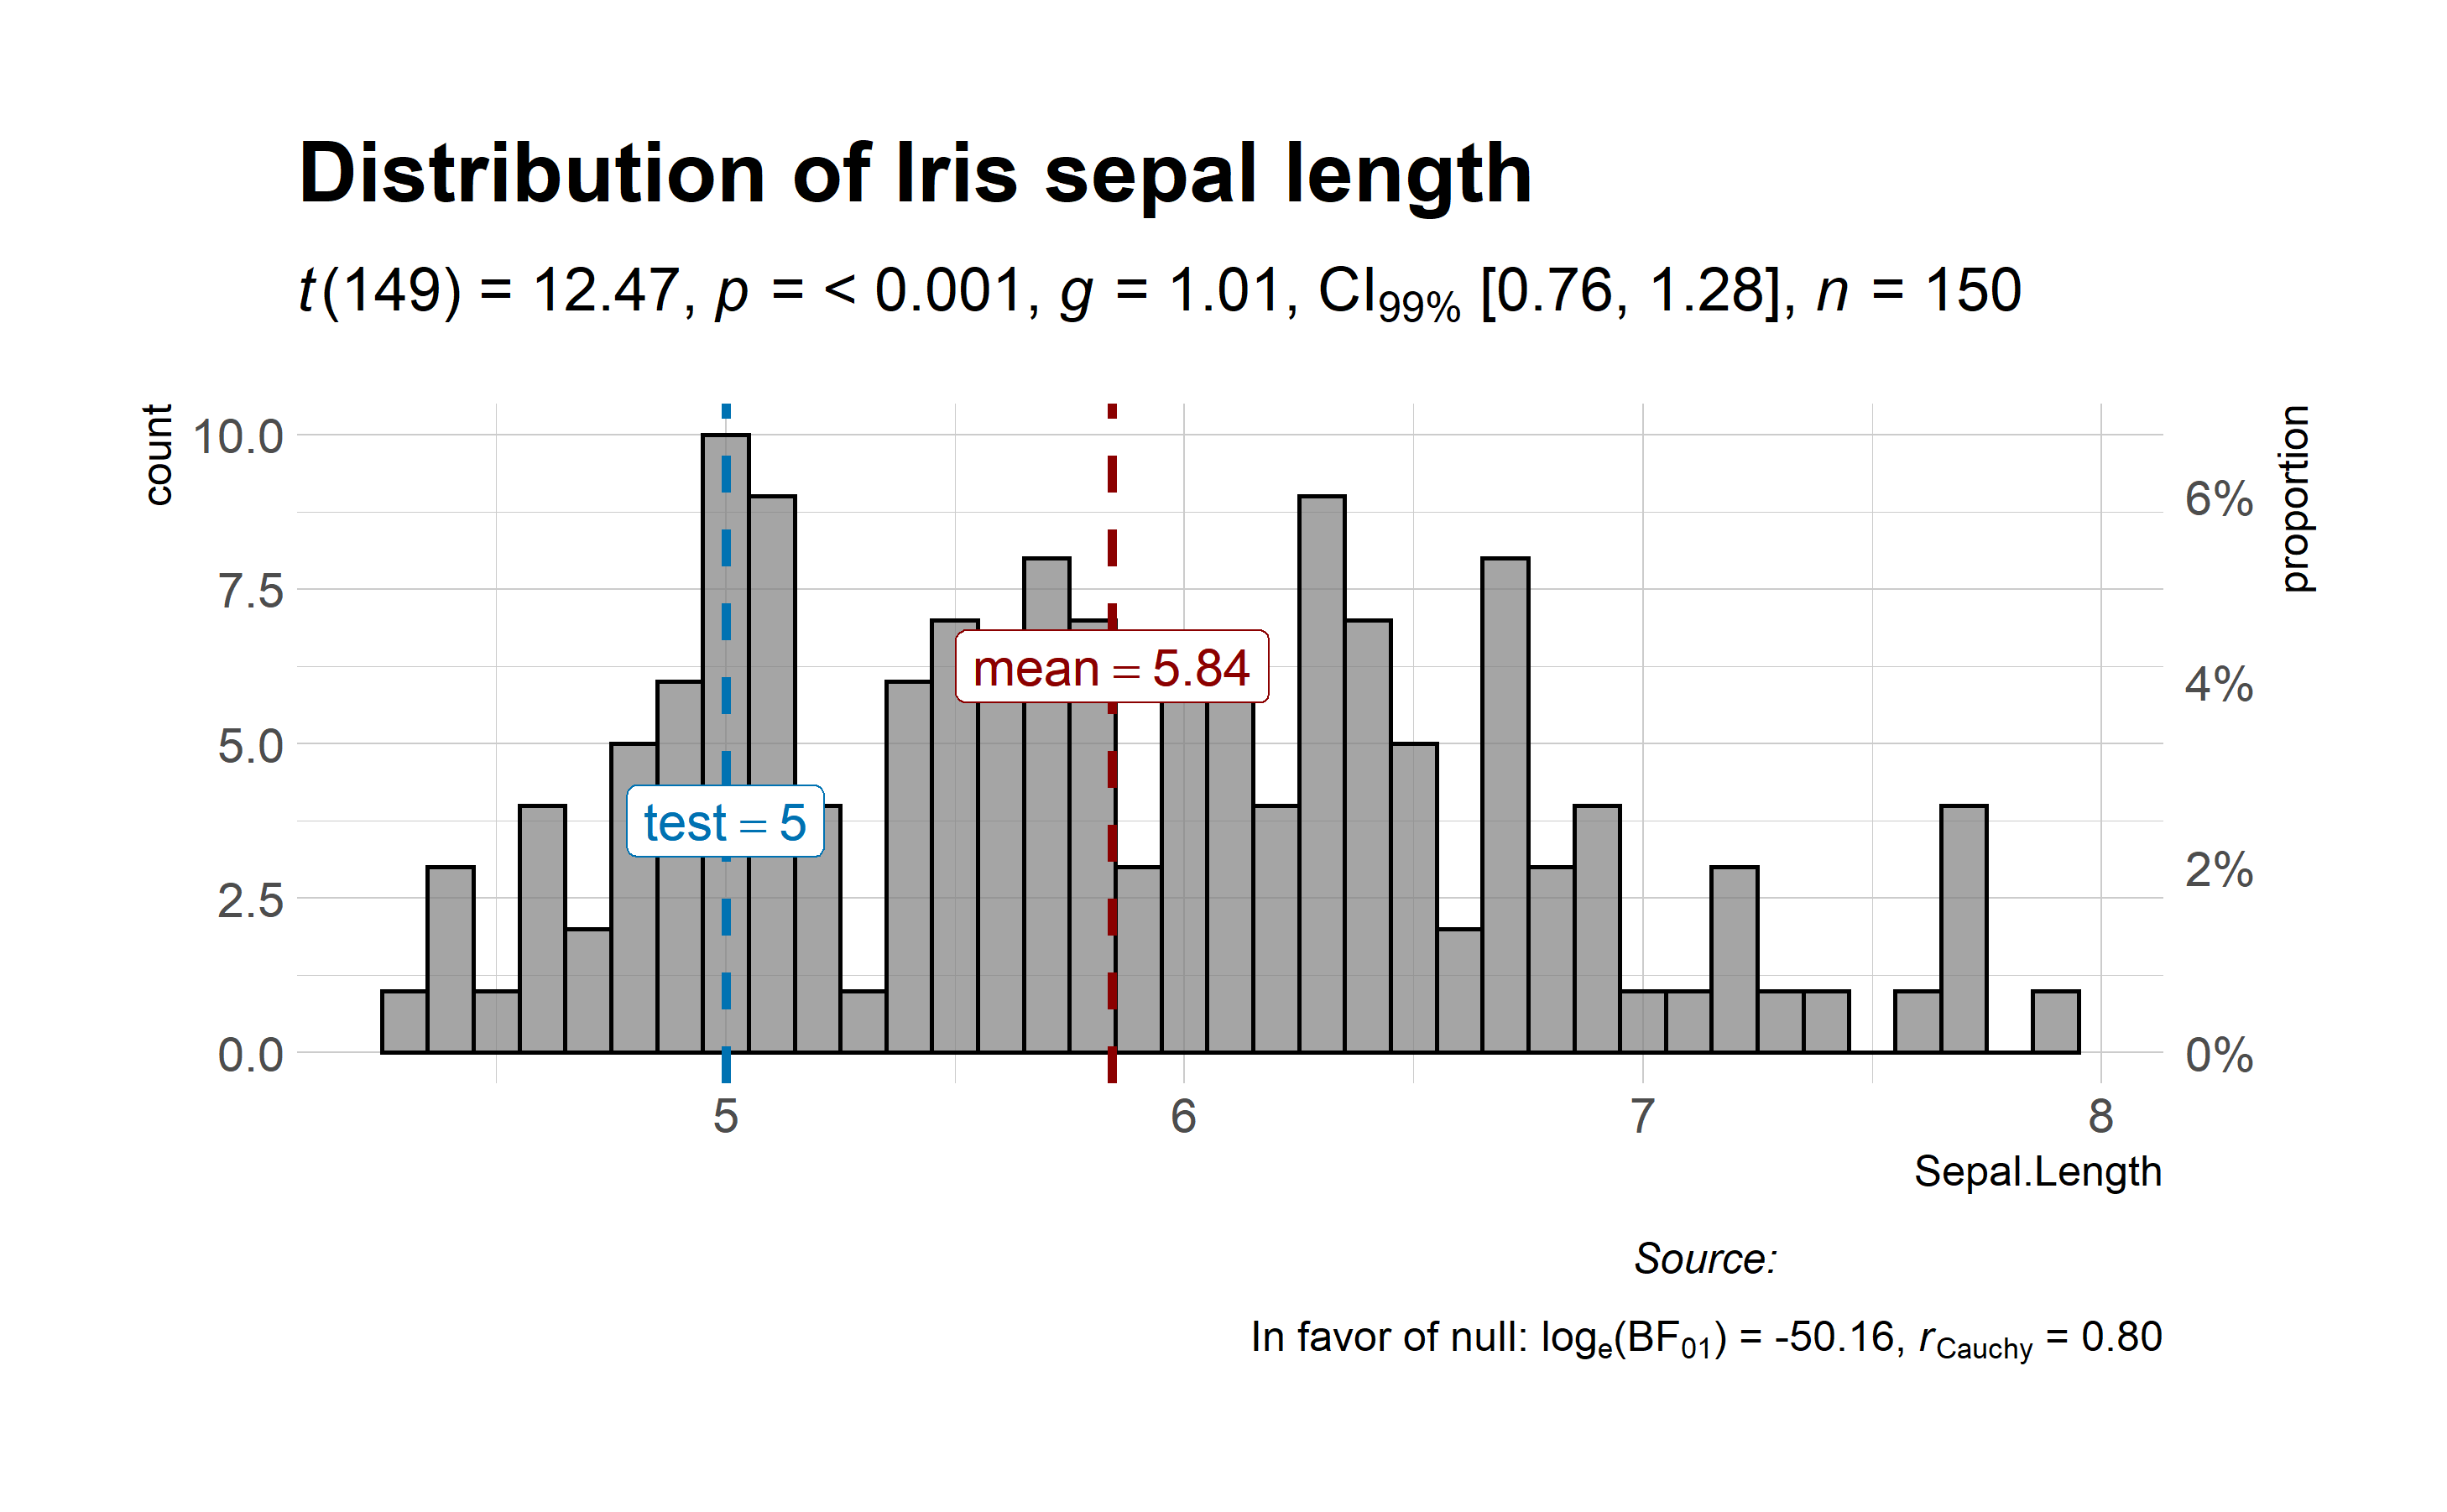 Distribution of Iris sepal length
t(149) = 12.47, p = < 0.001, g = 1.01, CI99% [0.76, 1.28], n = 150
count
proportion
10.0
7.5
5.0
2.5
0.0
6%
4%
2%
0%
mean = 5.84
test = 5
5 6 7 8
Sepal.Length
Source:
In favor of null: loge(BF01) = -50.16, rCauchy = 0.80